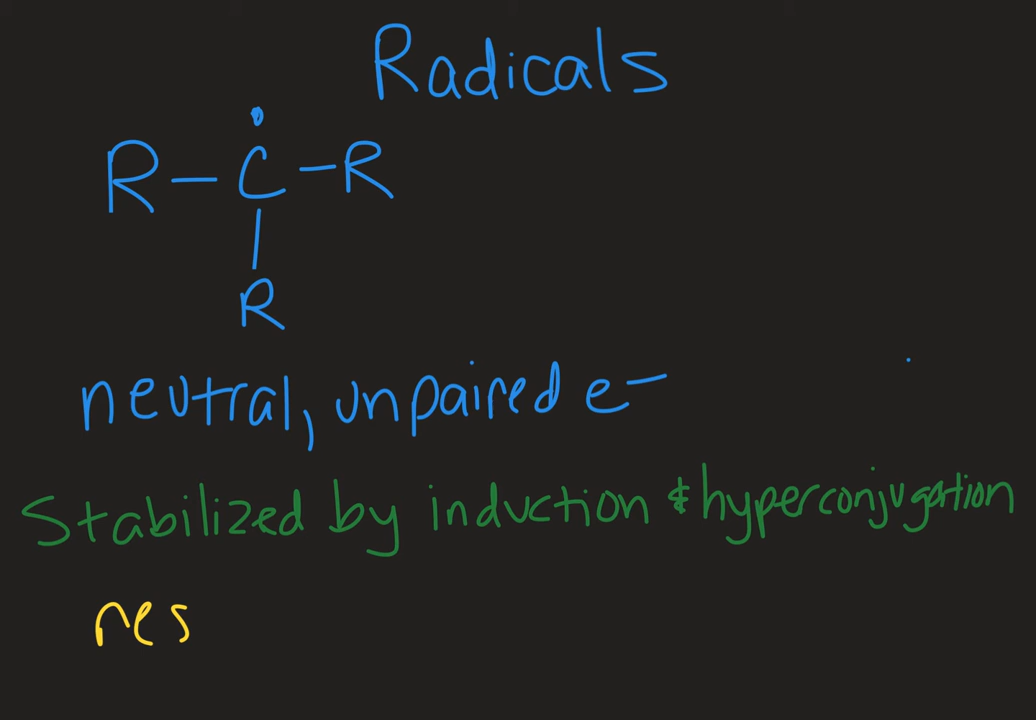 Radicals
R-C-R
R
neutral, unpaired e-
Stabilized by induction & hyperconjugation
res